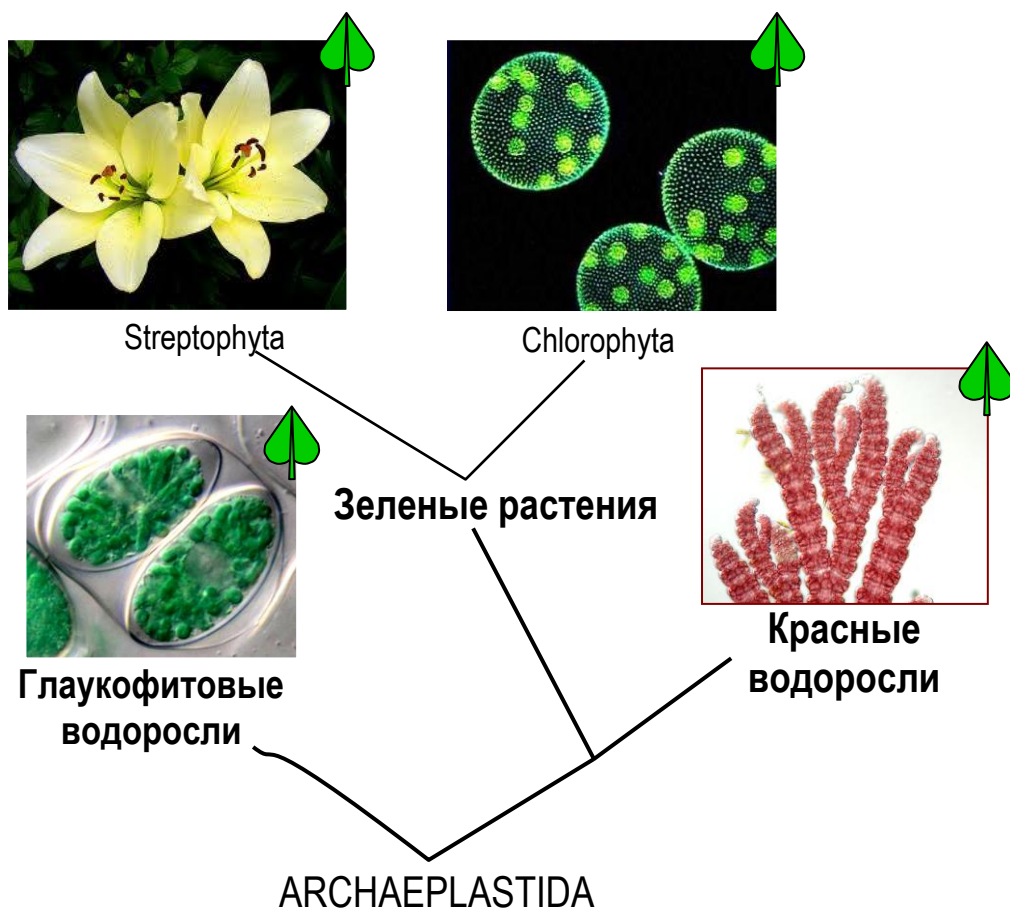 Streptophyta
Chlorophyta
Зеленые растения
Красные
водоросли
Глаукофитовые
водоросли
ARCHAEPLASTIDA